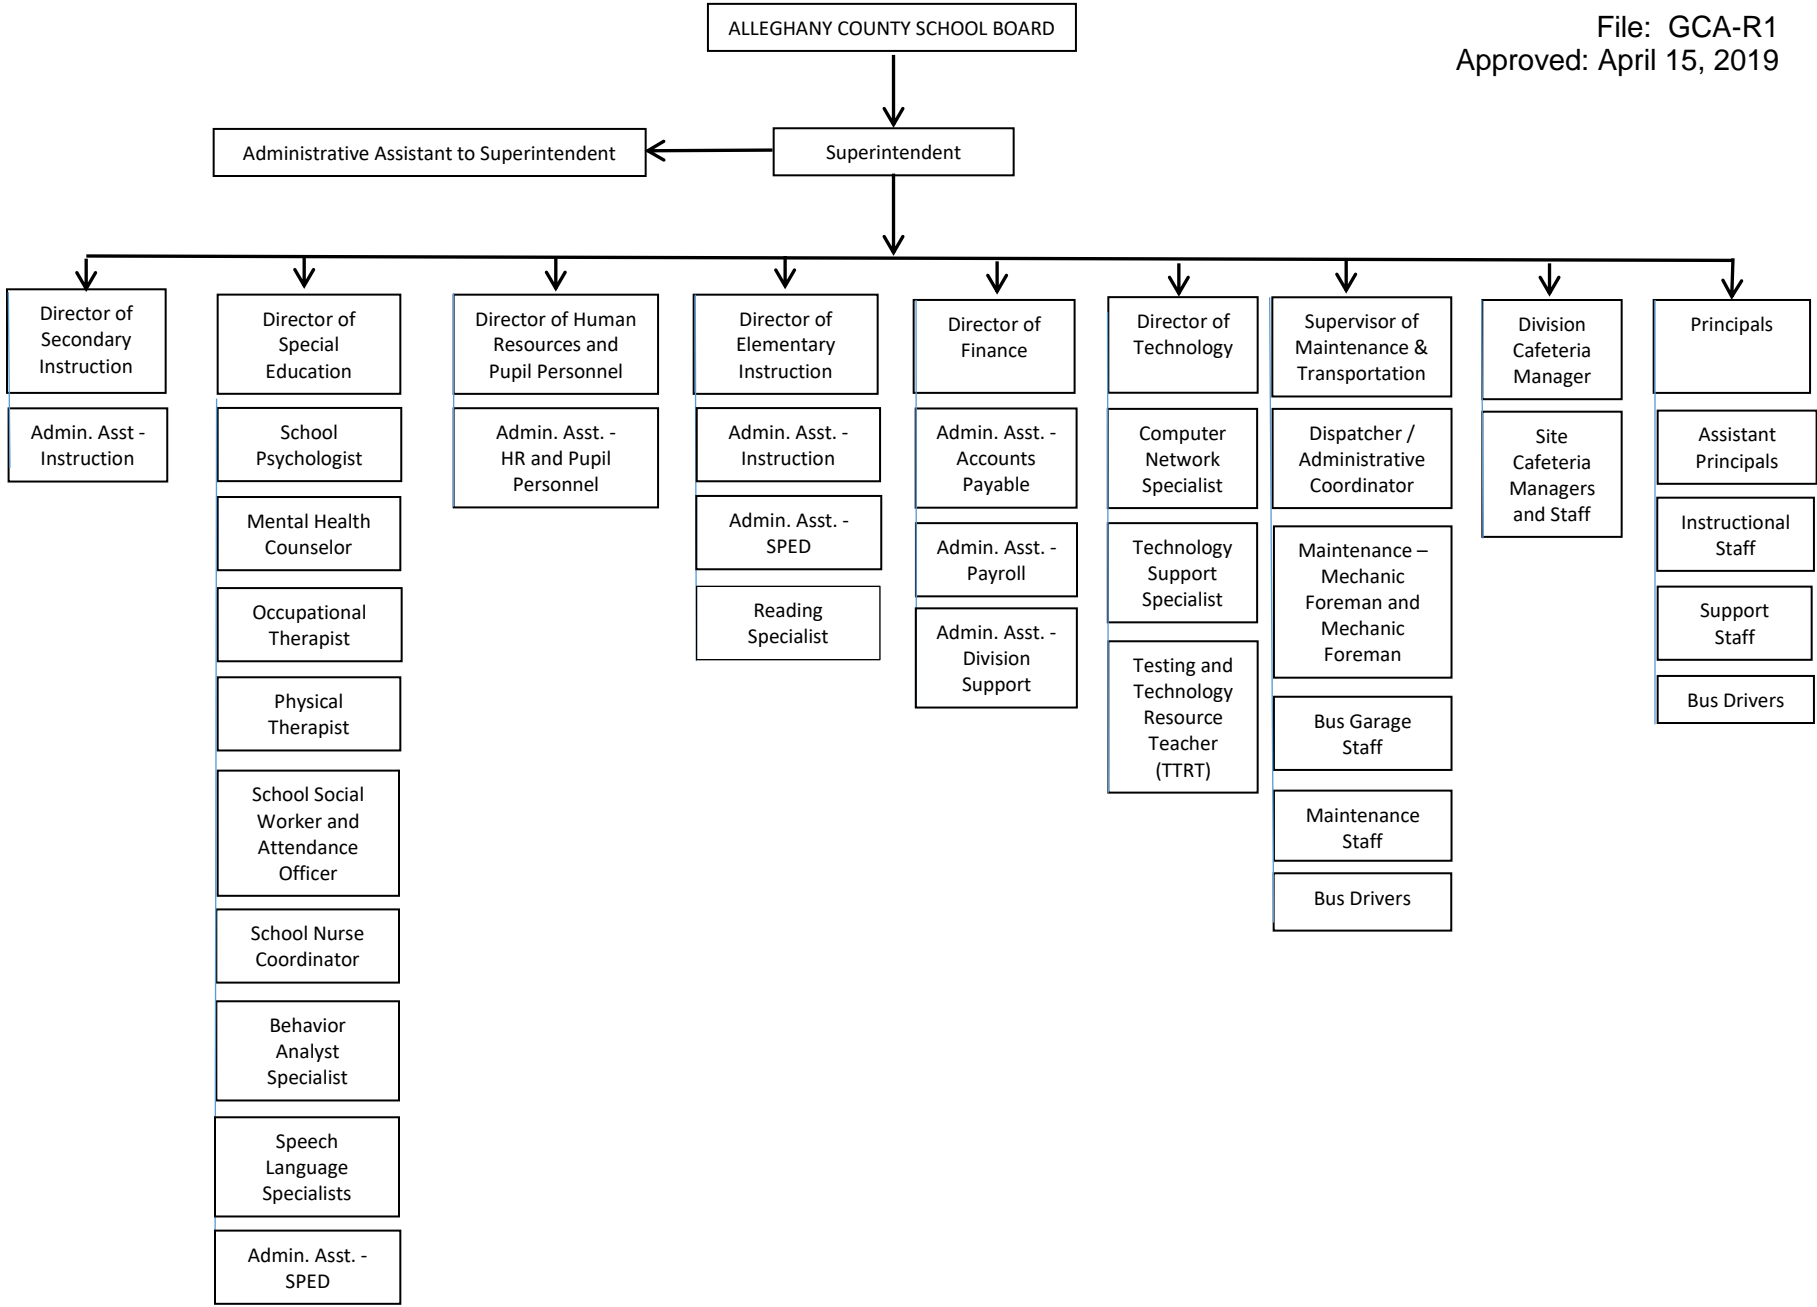 File: GCA-R1
Approved: April 15, 2019
ALLEGHANY COUNTY SCHOOL BOARD
Administrative Assistant to Superintendent
Superintendent
Director of
Secondary
Instruction
Admin. Asst -
Instruction
Director of
Special
Education
School
Psychologist
Mental Health
Counselor
Occupational
Therapist
Physical
Therapist
School Social
Worker and
Attendance
Officer
School Nurse
Coordinator
Behavior
Analyst
Specialist
Speech
Language
Specialists
Admin. Asst. -
SPED
Director of Human
Resources and
Pupil Personnel
Admin. Asst. -
HR and Pupil
Personnel
Director of
Elementary
Instruction
Admin. Asst. -
Instruction
Admin. Asst. -
SPED
Reading
Specialist
Director of
Finance
Admin. Asst. -
Accounts
Payable
Admin. Asst. -
Payroll
Admin. Asst. -
Division
Support
Director of
Technology
Computer
Network
Specialist
Technology
Support
Specialist
Testing and
Technology
Resource
Teacher
(TTRT)
Supervisor of
Maintenance &
Transportation
Dispatcher /
Administrative
Coordinator
Maintenance –
Mechanic
Foreman and
Mechanic
Foreman
Bus Garage
Staff
Maintenance
Staff
Bus Drivers
Division
Cafeteria
Manager
Site
Cafeteria
Managers
and Staff
Principals
Assistant
Principals
Instructional
Staff
Support
Staff
Bus Drivers